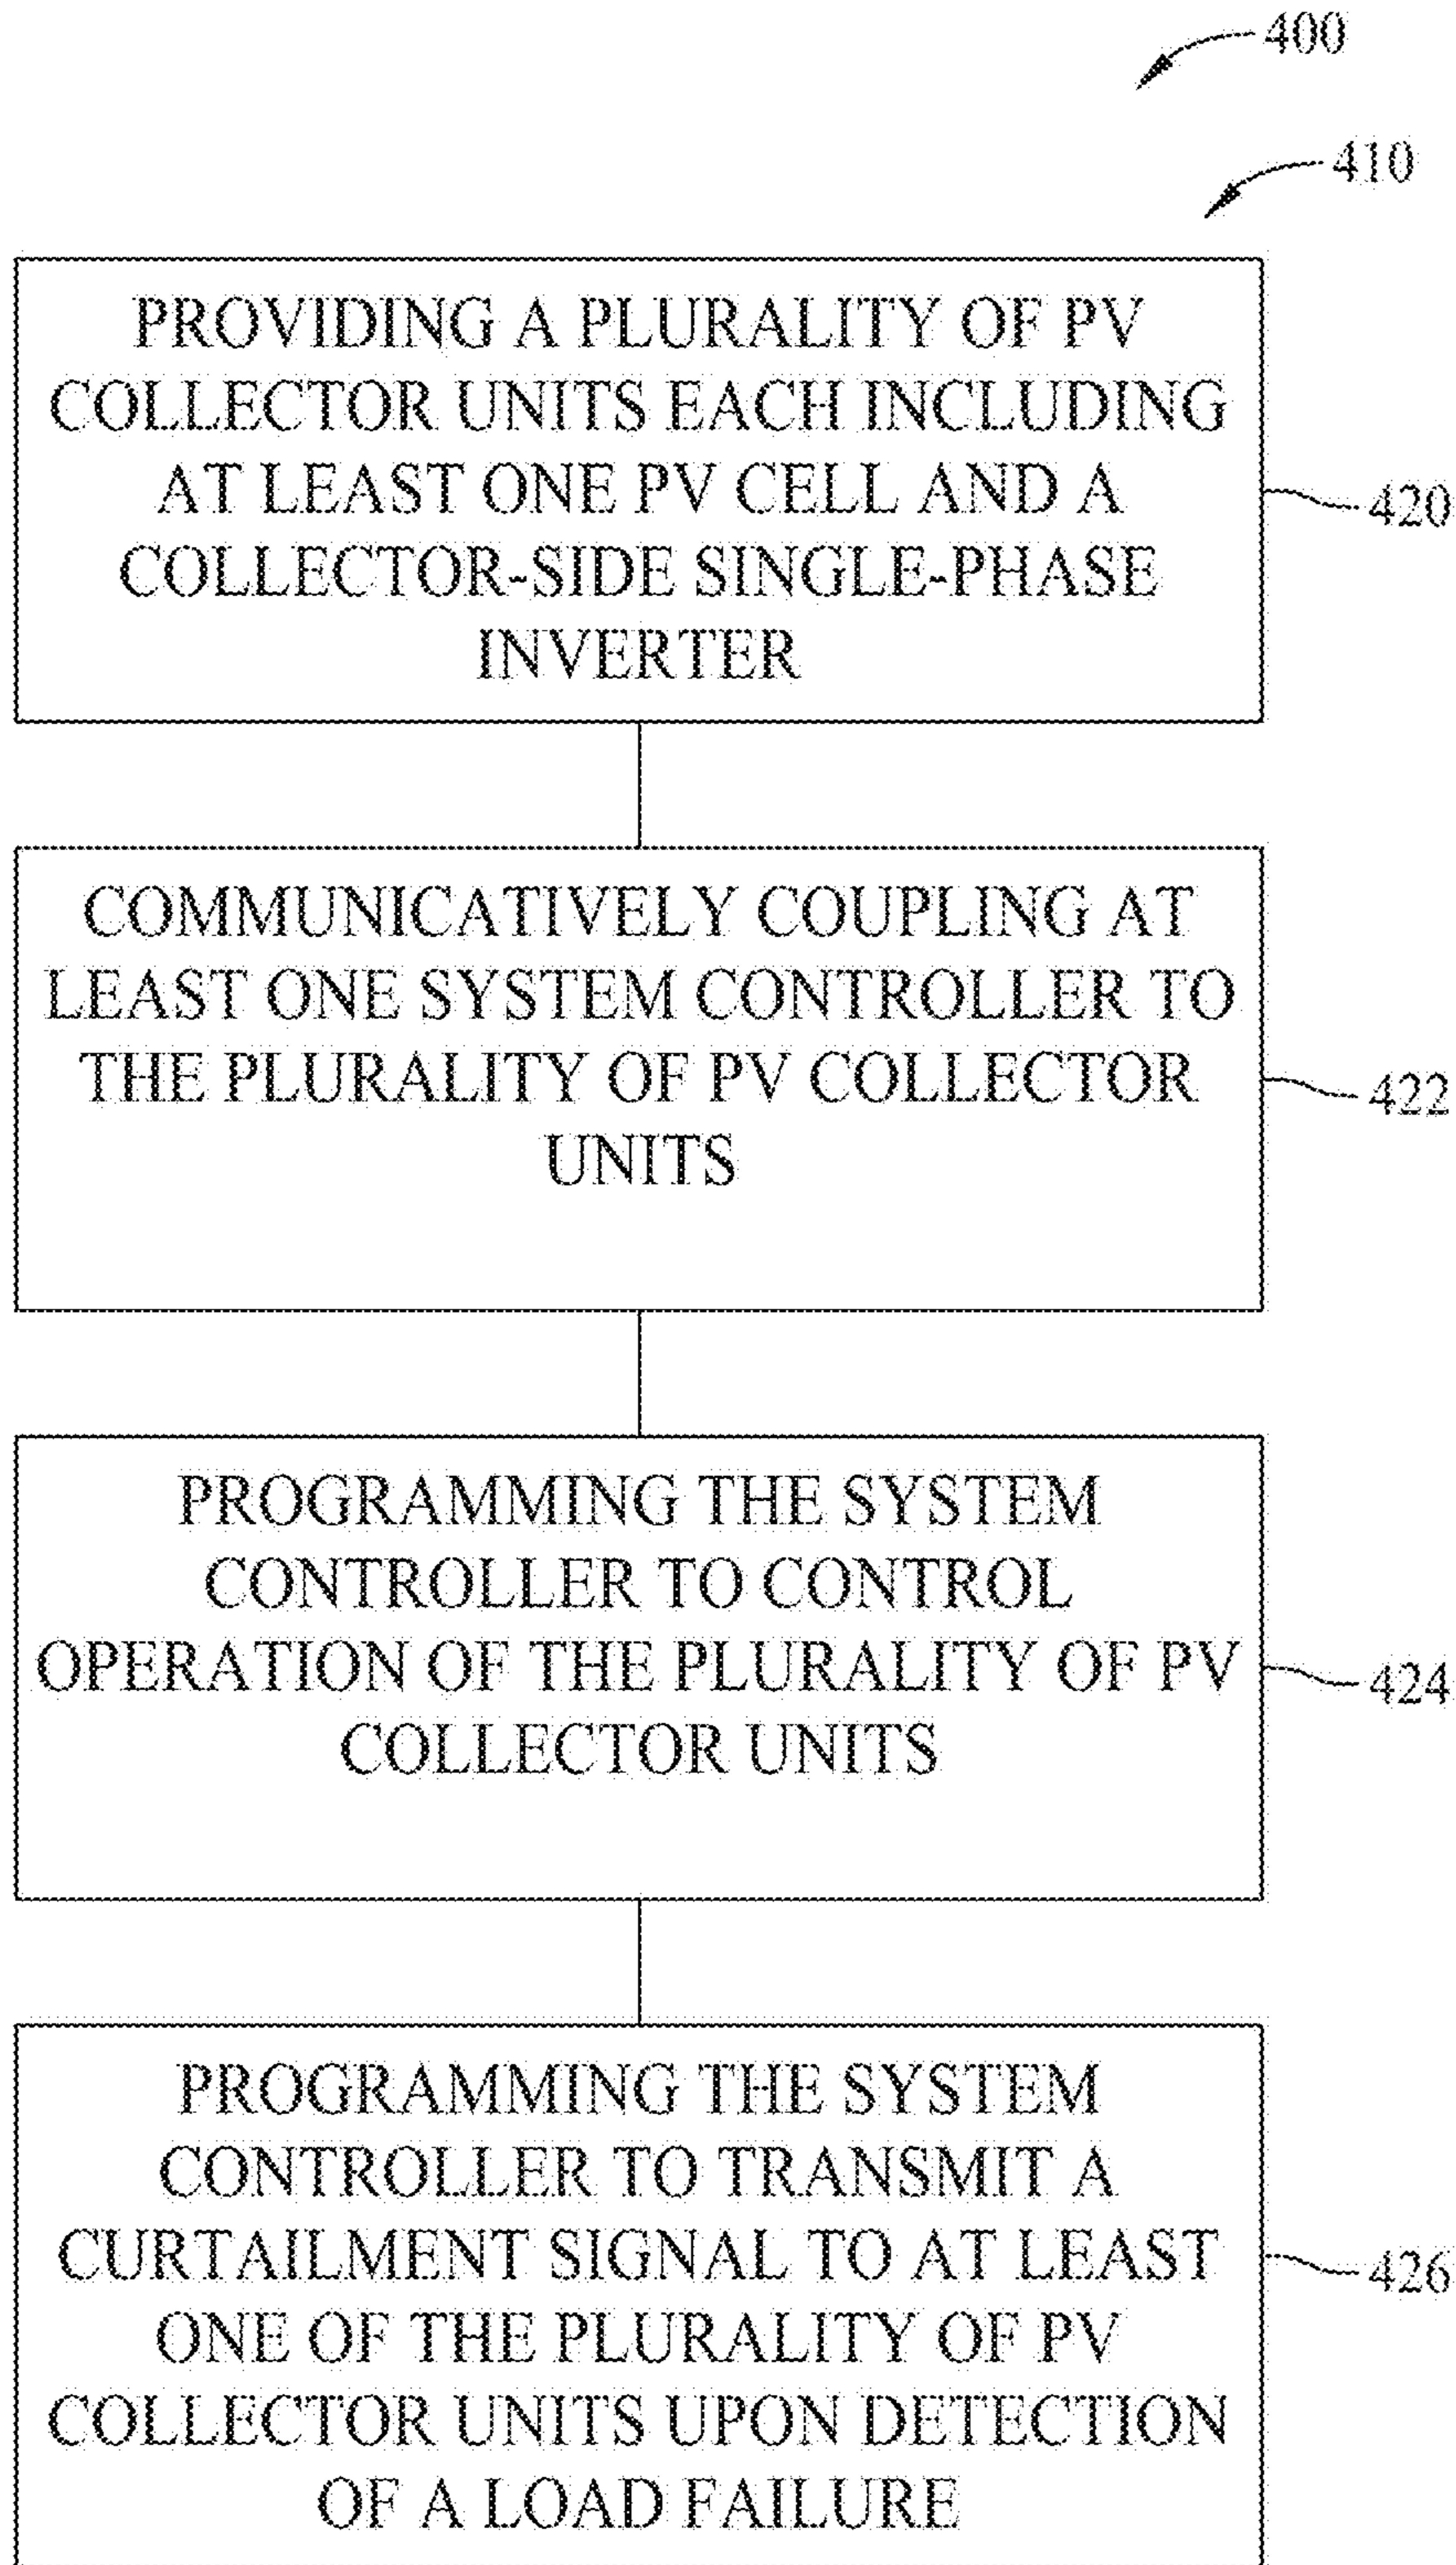 400
410
PROVIDING A PLURALITY OF PV
COLLECTOR UNITS EACH INCLUDING
AT LEAST ONE PV CELL AND A
COLLECTOR-SIDE SINGLE-PHASE
INVERTER
420
COMMUNICATIVELY COUPLING AT
LEAST ONE SYSTEM CONTROLLER TO
THE PLURALITY OF PV COLLECTOR
UNITS
422
PROGRAMMING THE SYSTEM
CONTROLLER TO CONTROL
OPERATION OF THE PLURALITY OF PV
COLLECTOR UNITS
424
PROGRAMMING THE SYSTEM
CONTROLLER TO TRANSMIT A
CURTAILMENT SIGNAL TO AT LEAST
ONE OF THE PLURALITY OF PV
COLLECTOR UNITS UPON DETECTION
OF A LOAD FAILURE
426